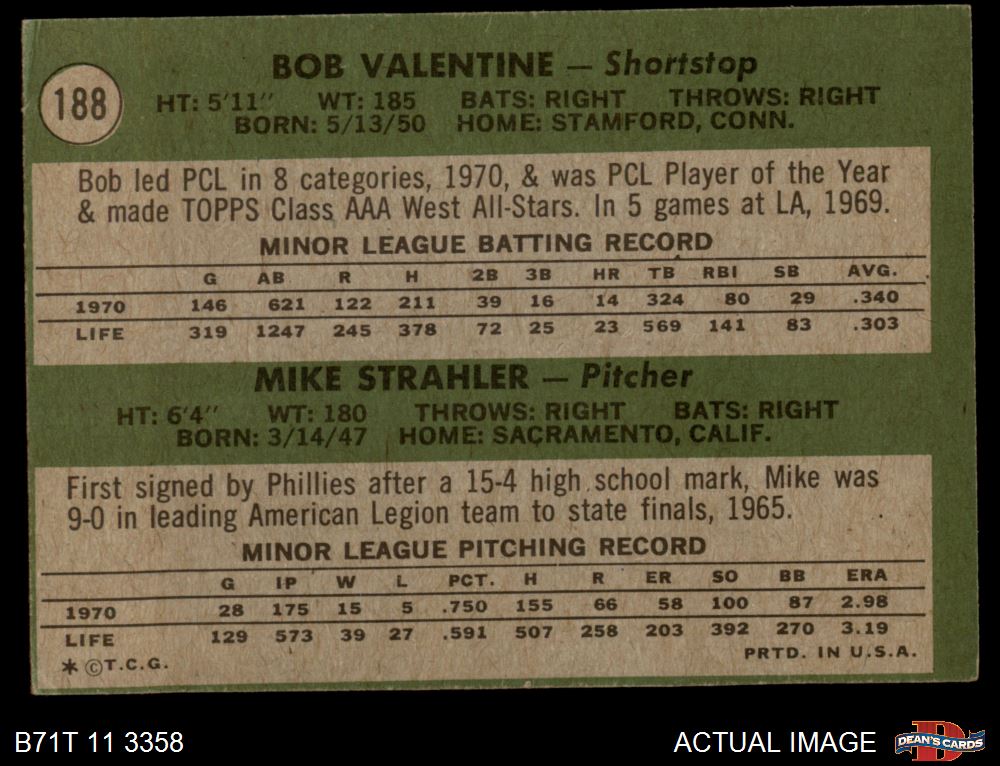 188
BOB VALENTINE — Shortstop
HT: 5'11" WT: 185 BATS: RIGHT THROWS: RIGHT
BORN: 5/13/50 HOME: STAMFORD, CONN.
Bob led PCL in 8 categories, 1970, & was PCL Player of the Year
& made TOPPS Class AAA West All-Stars. In 5 games at LA, 1969.
MINOR LEAGUE BATTING RECORD
G AB R H 2B 3B HR TB RBI SB AVG.
1970 146 621 122 211 39 16 14 324 80 29 .340
LIFE 319 1247 245 378 72 25 23 569 141 83 .303
MIKE STRAHLER — Pitcher
HT: 6'4" WT: 180 THROWS: RIGHT BATS: RIGHT
BORN: 3/14/47 HOME: SACRAMENTO, CALIF.
First signed by Phillies after a 15-4 high school mark, Mike was
9-0 in leading American Legion team to state finals, 1965.
MINOR LEAGUE PITCHING RECORD
G IP W L PCT. H R ER SO BB ERA
1970 28 175 15 5 .750 155 66 58 100 87 2.98
LIFE 129 573 39 27 .591 507 258 203 392 270 3.19
* ©T.C.G. PRTD. IN U.S.A.
B71T 11 3358 ACTUAL IMAGE DEAN'S CARDS